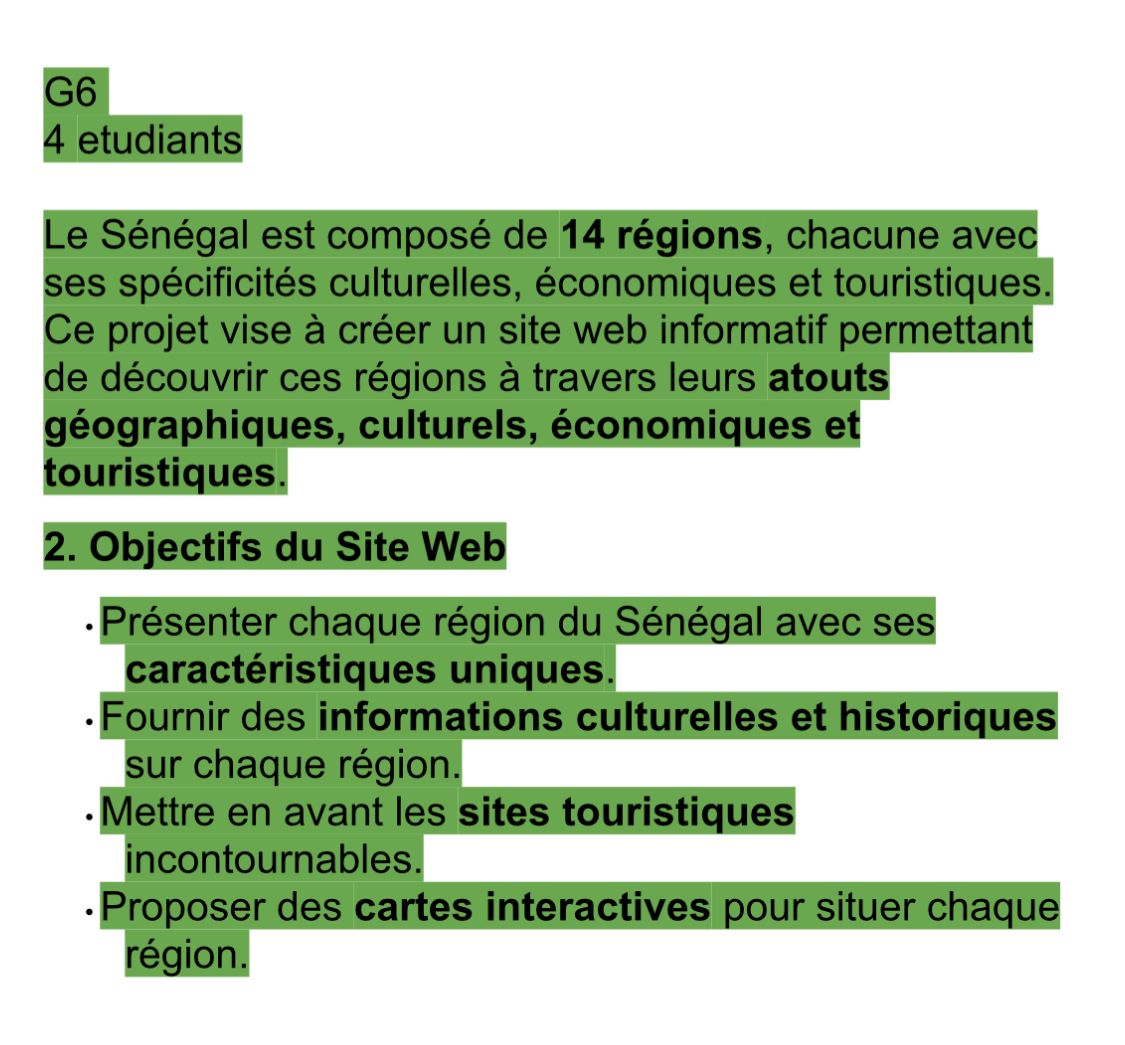 G6
4 etudiants
Le Sénégal est composé de 14 régions, chacune avec
ses spécificités culturelles, économiques et touristiques.
Ce projet vise à créer un site web informatif permettant
de découvrir ces régions à travers leurs atouts
géographiques, culturels, économiques et
touristiques.
2. Objectifs du Site Web
• Présenter chaque région du Sénégal avec ses
caractéristiques uniques.
• Fournir des informations culturelles et historiques
sur chaque région.
• Mettre en avant les sites touristiques
incontournables.
• Proposer des cartes interactives pour situer chaque
région.